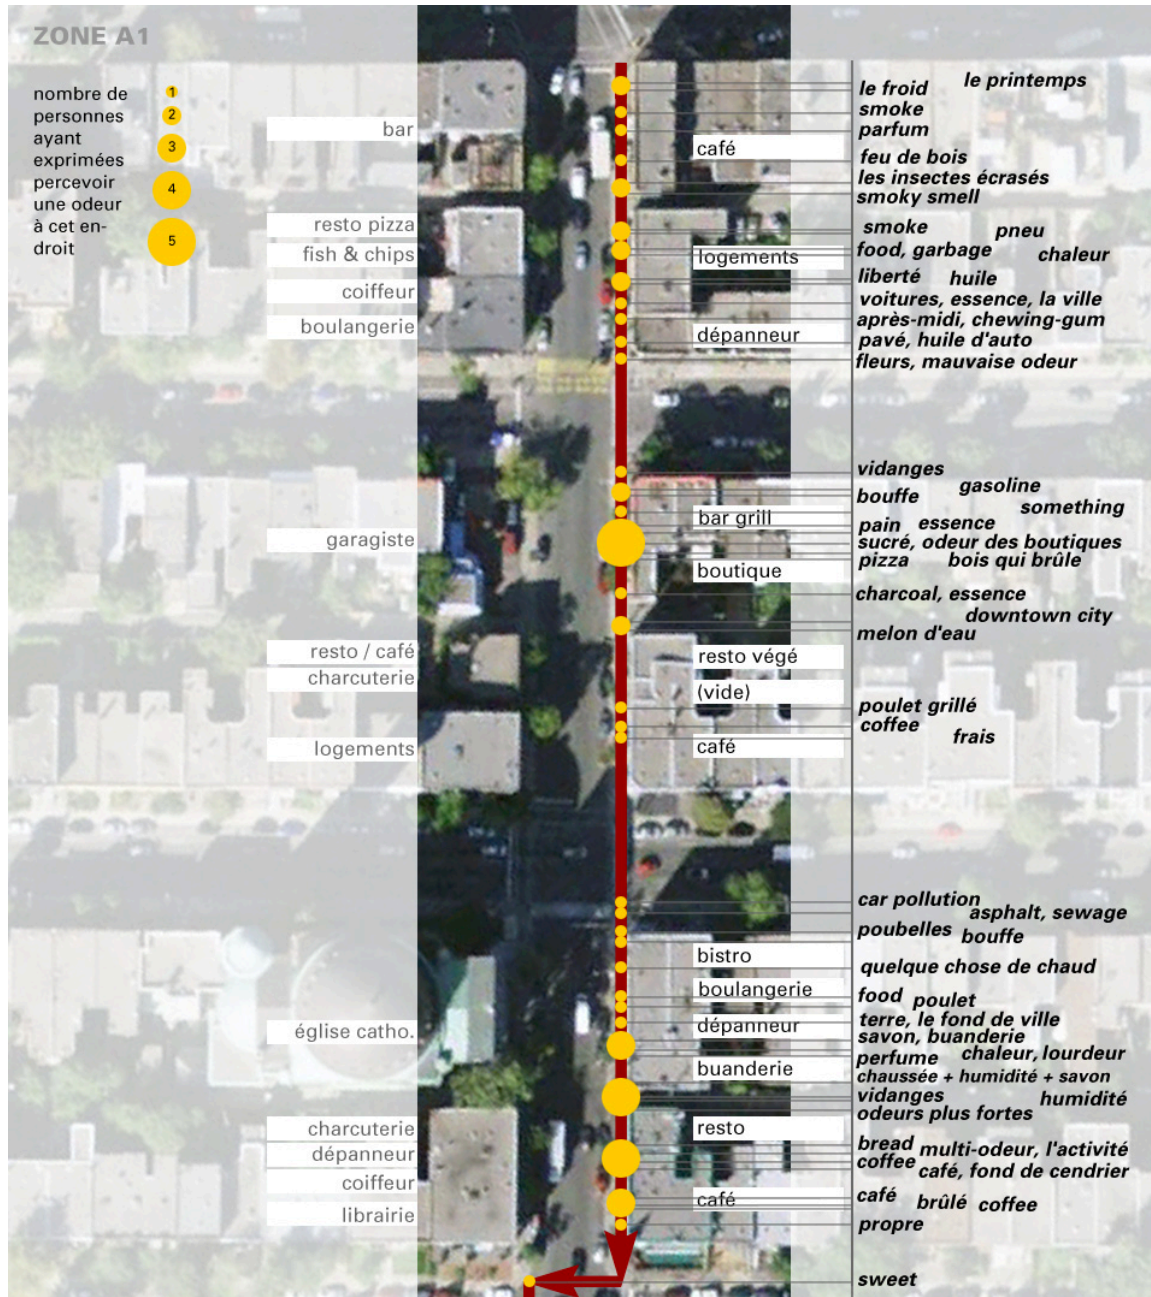 ZONE A1
nombre de
personnes
ayant
exprimées
percevoir
une odeur
à cet en-
droit
1
2
3
4
5
bar
resto pizza
fish & chips
coiffeur
boulangerie
garagiste
resto / café
charcuterie
logements
église catho.
charcuterie
dépanneur
coiffeur
librairie
café
logements
dépanneur
bar grill
boutique
resto végé
(vide)
café
bistro
boulangerie
dépanneur
buanderie
resto
café
le froid le printemps
smoke
parfum
feu de bois
les insectes écrasés
smoky smell
smoke pneu
food, garbage chaleur
liberté huile
voitures, essence, la ville
après-midi, chewing-gum
pavé, huile d'auto
fleurs, mauvaise odeur
vidanges
bouffe gasoline
something
pain essence
sucré, odeur des boutiques
pizza bois qui brûle
charcoal, essence
downtown city
melon d'eau
poulet grillé
coffee frais
car pollution
asphalt, sewage
poubelles bouffe
quelque chose de chaud
food poulet
terre, le fond de ville
savon, buanderie
perfume chaleur, lourdeur
chaussée + humidité + savon
vidanges humidité
odeurs plus fortes
bread multi-odeur, l'activité
coffee café, fond de cendrier
café brûlé coffee
propre
sweet